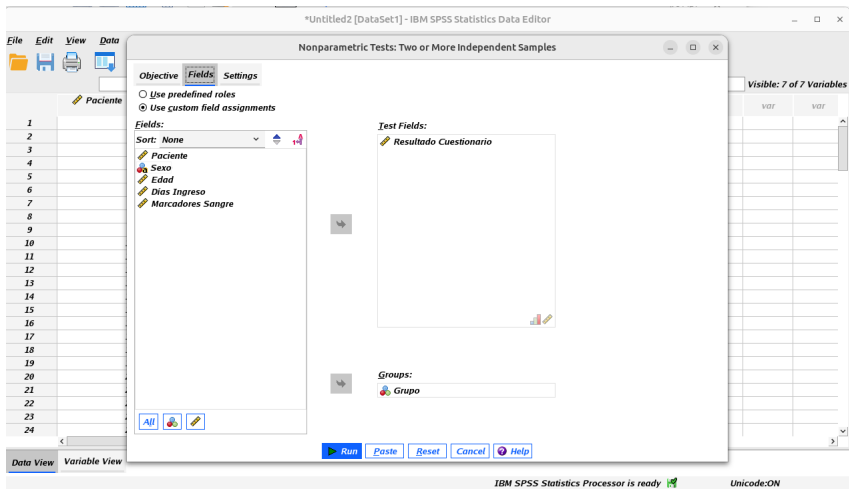 *Untitled2 [DataSet1] - IBM SPSS Statistics Data Editor
File Edit View Data
Nonparametric Tests: Two or More Independent Samples
Objective Fields Settings
Visible: 7 of 7 Variables
Paciente
var var
Use predefined roles
Use custom field assignments
Fields:
Sort: None
Paciente
Sexo
Edad
Días Ingreso
Marcadores Sangre
Test Fields:
Resultado Cuestionario
Groups:
Grupo
All
1
2
3
4
5
6
7
8
9
10
11
12
13
14
15
16
17
18
19
20
21
22
23
24
Run Paste Reset Cancel Help
Data View Variable View
IBM SPSS Statistics Processor is ready Unicode:ON